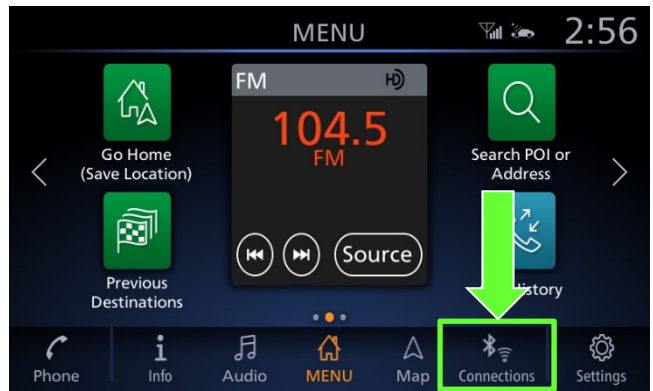 MENU
2:56
FM
HD
104.5
FM
Go Home
(Save Location)
Search POI or
Address
Source
Previous
Destinations
Phone
Info
Audio
MENU
Map
Connections
Settings